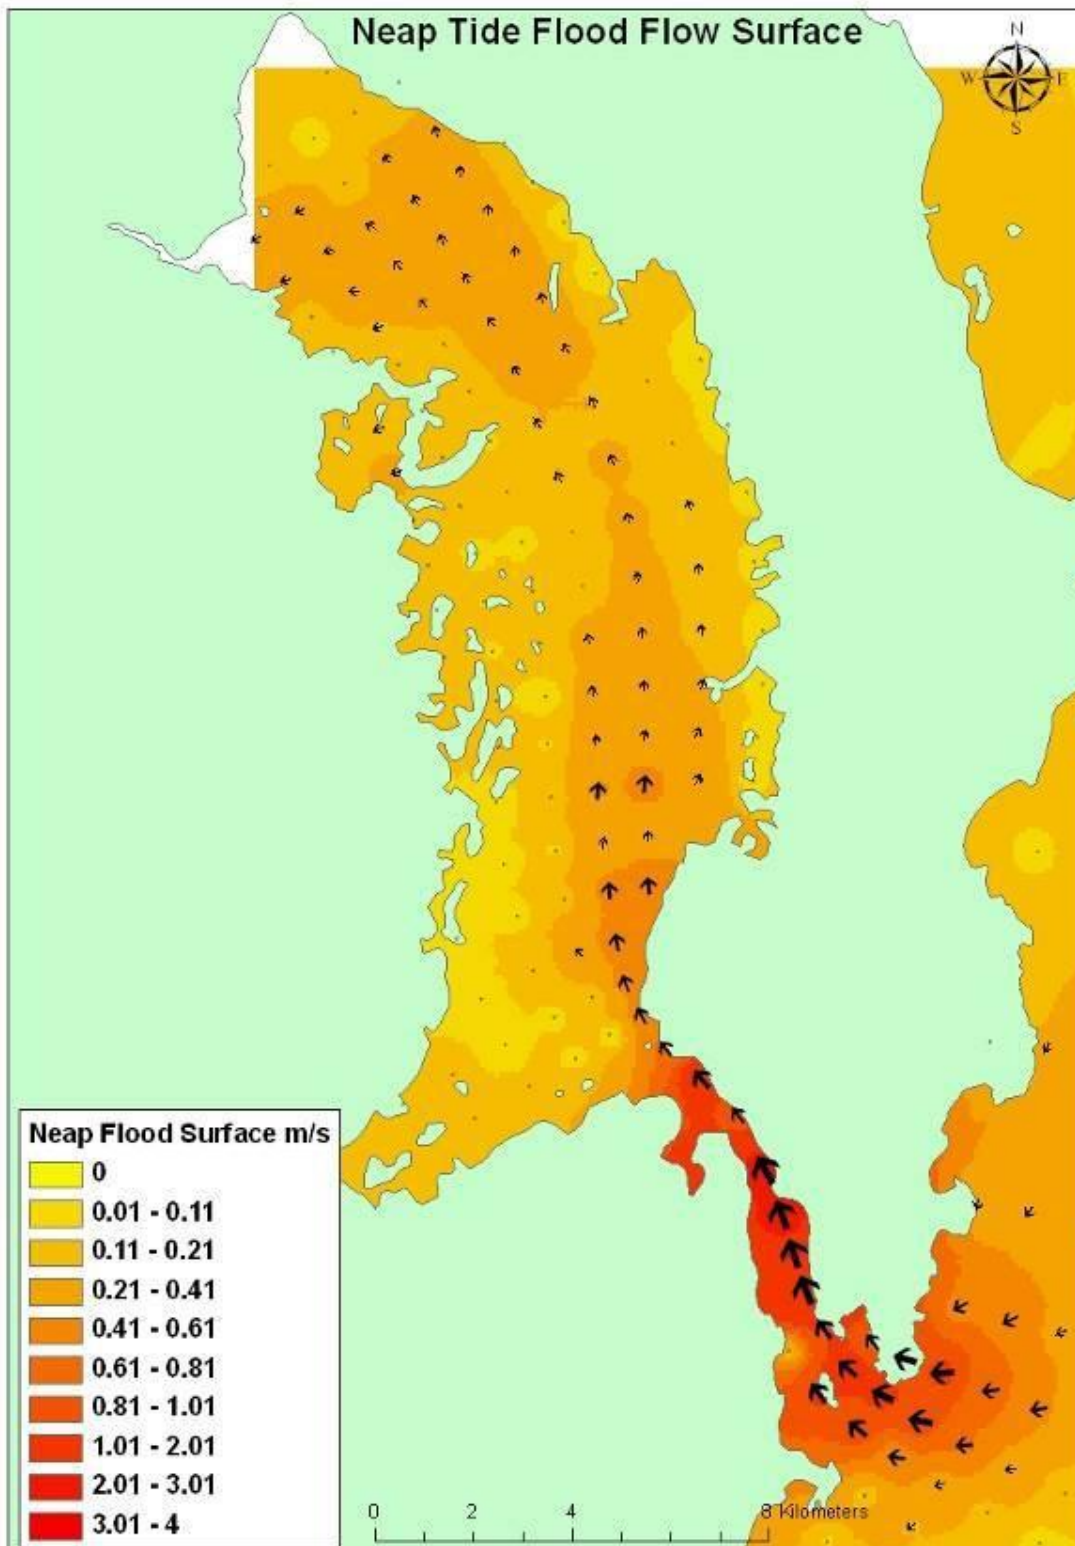 Neap Tide Flood Flow Surface
N
W E
S
Neap Flood Surface m/s
0
0.01 - 0.11
0.11 - 0.21
0.21 - 0.41
0.41 - 0.61
0.61 - 0.81
0.81 - 1.01
1.01 - 2.01
2.01 - 3.01
3.01 - 4
0 2 4 8 Kilometers